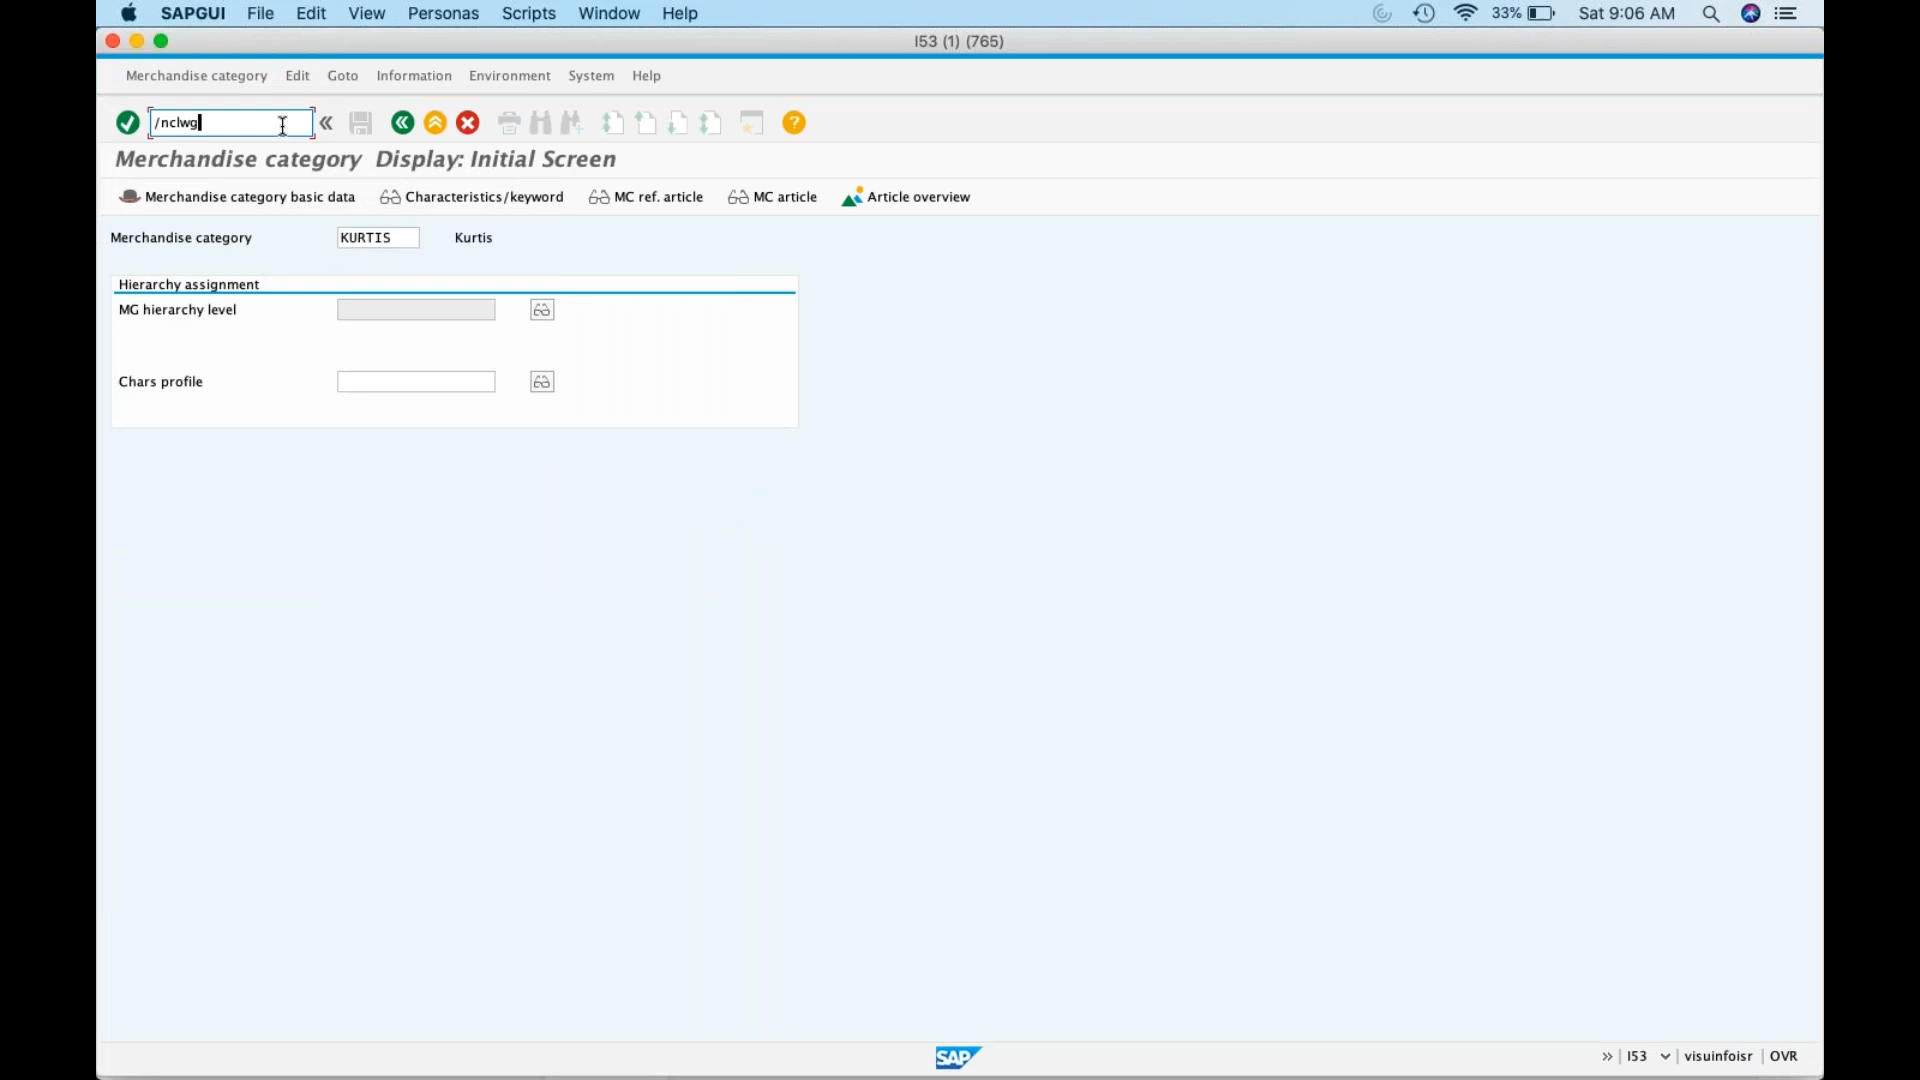 SAPGUI File Edit View Personas Scripts Window Help 33% Sat 9:06 AM
I53 (1) (765)
Merchandise category Edit Goto Information Environment System Help
/nclwg
Merchandise category Display: Initial Screen
Merchandise category basic data Characteristics/keyword MC ref. article MC article Article overview
Merchandise category KURTIS Kurtis
Hierarchy assignment
MG hierarchy level
Chars profile
SAP I53 visuinfoisr OVR